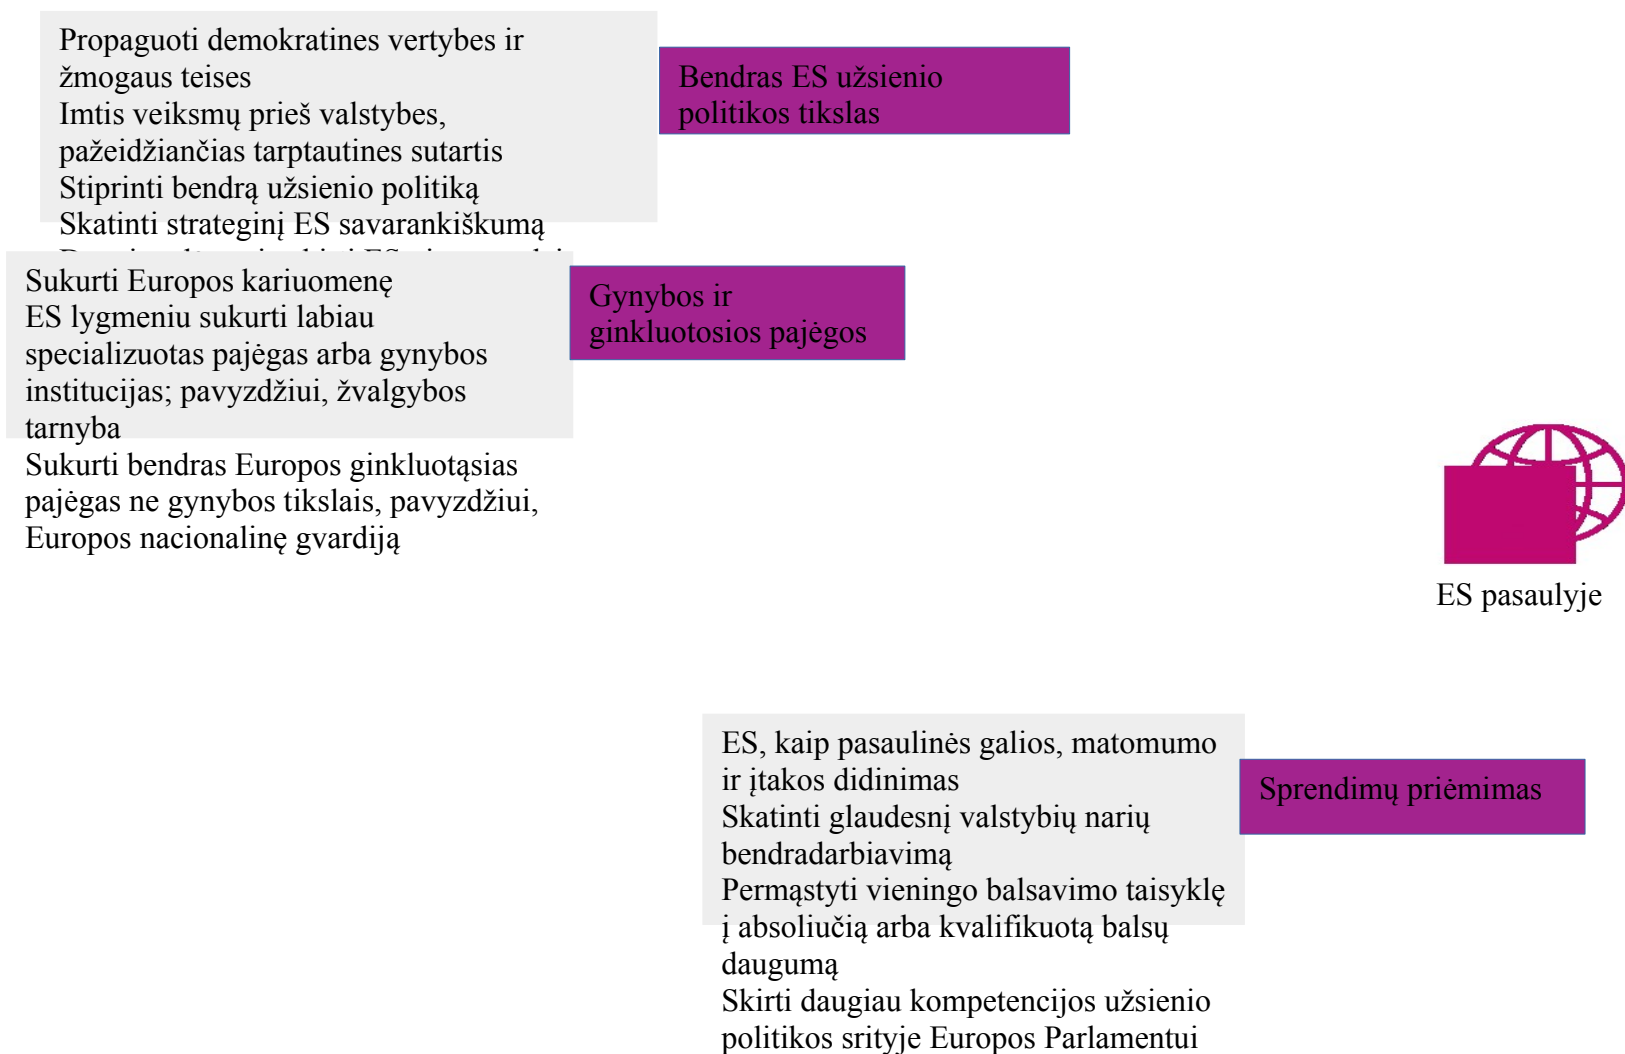 Propaguoti demokratines vertybes ir
žmogaus teises
Imtis veiksmų prieš valstybes,
pažeidžiančias tarptautines sutartis
Stiprinti bendrą užsienio politiką
Skatinti strateginį ES savarankiškumą
Bendras ES užsienio
politikos tikslas
Sukurti Europos kariuomenę
ES lygmeniu sukurti labiau
specializuotas pajėgas arba gynybos
institucijas; pavyzdžiui, žvalgybos
tarnyba
Sukurti bendras Europos ginkluotąsias
pajėgas ne gynybos tikslais, pavyzdžiui,
Europos nacionalinę gvardiją
Gynybos ir
ginkluotosios pajėgos
ES pasaulyje
ES, kaip pasaulinės galios, matomumo
ir įtakos didinimas
Skatinti glaudesnį valstybių narių
bendradarbiavimą
Permąstyti vieningo balsavimo taisyklę
į absoliučią arba kvalifikuotą balsų
daugumą
Skirti daugiau kompetencijos užsienio
politikos srityje Europos Parlamentui
Sprendimų priėmimas